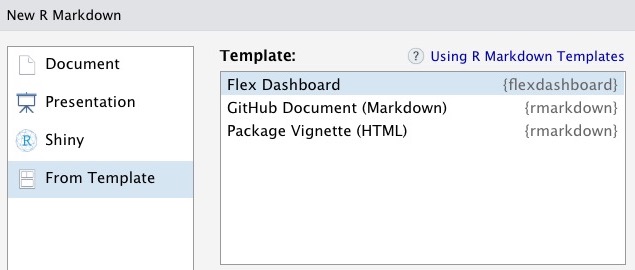 New R Markdown
Document
Presentation
R Shiny
From Template
Template: ? Using R Markdown Templates
Flex Dashboard {flexdashboard}
GitHub Document (Markdown) {rmarkdown}
Package Vignette (HTML) {rmarkdown}